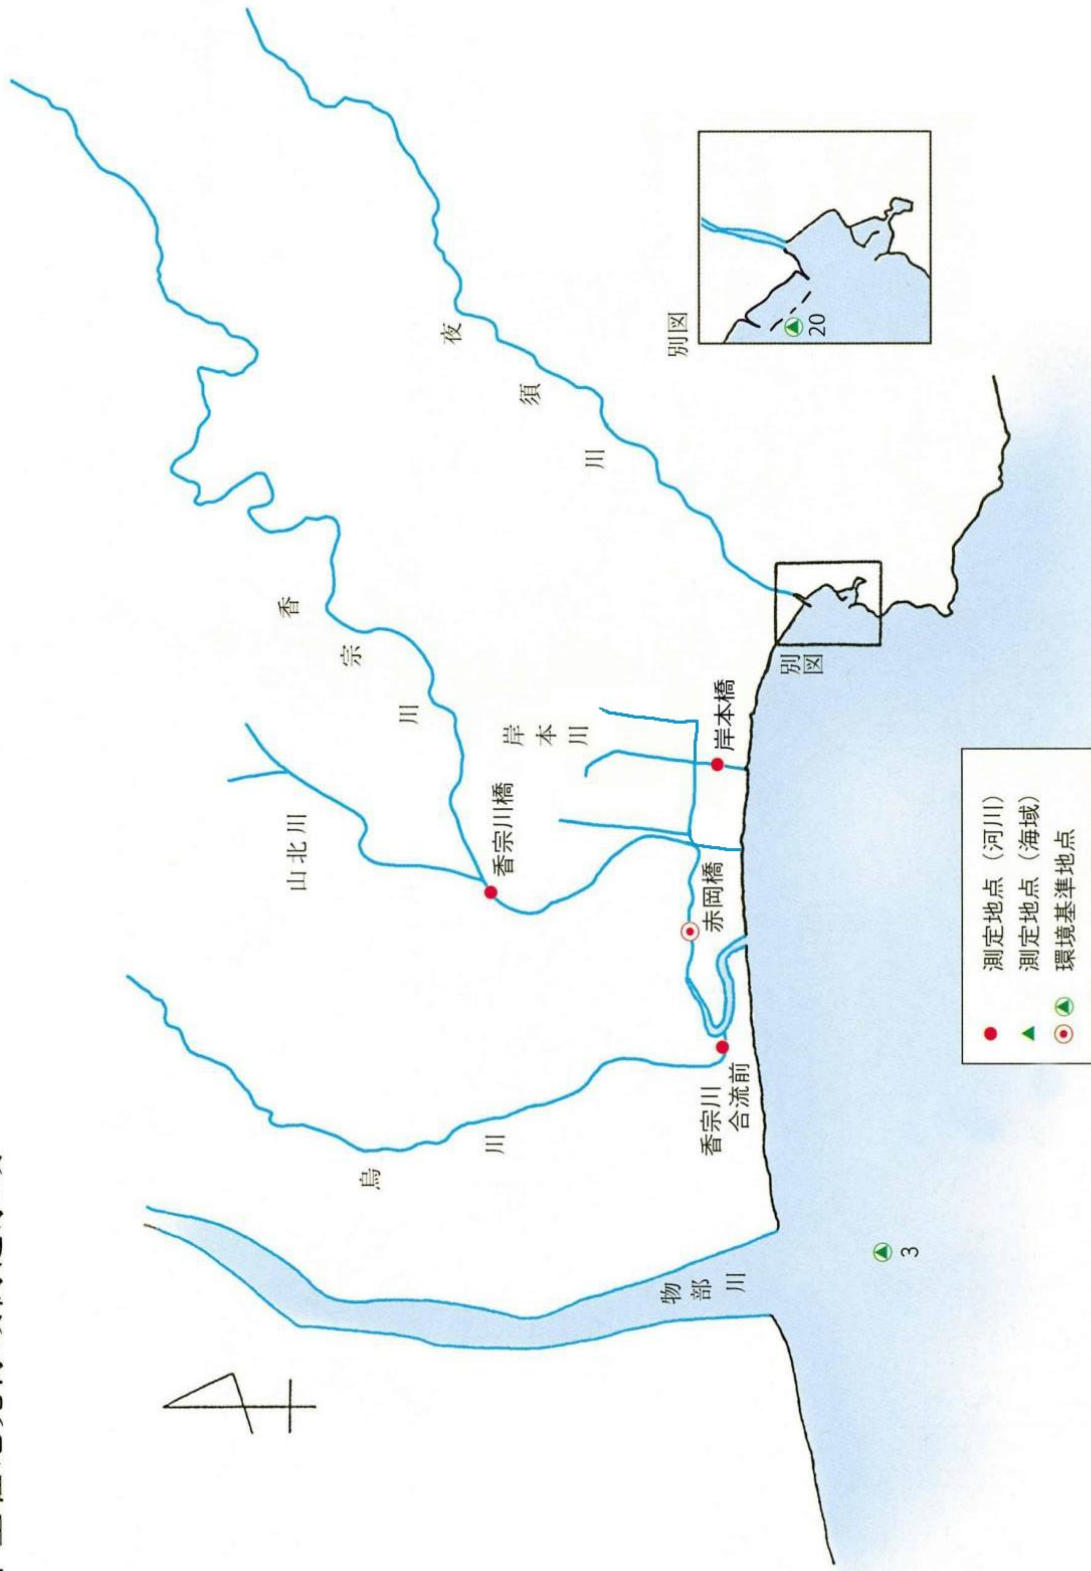 物部川
烏川
香宗川
合流前
赤岡橋
山北川
香宗川橋
香宗川
岸本川
岸本橋
夜須川
別図
別図
20
3
測定地点（河川）
測定地点（海域）
環境基準地点